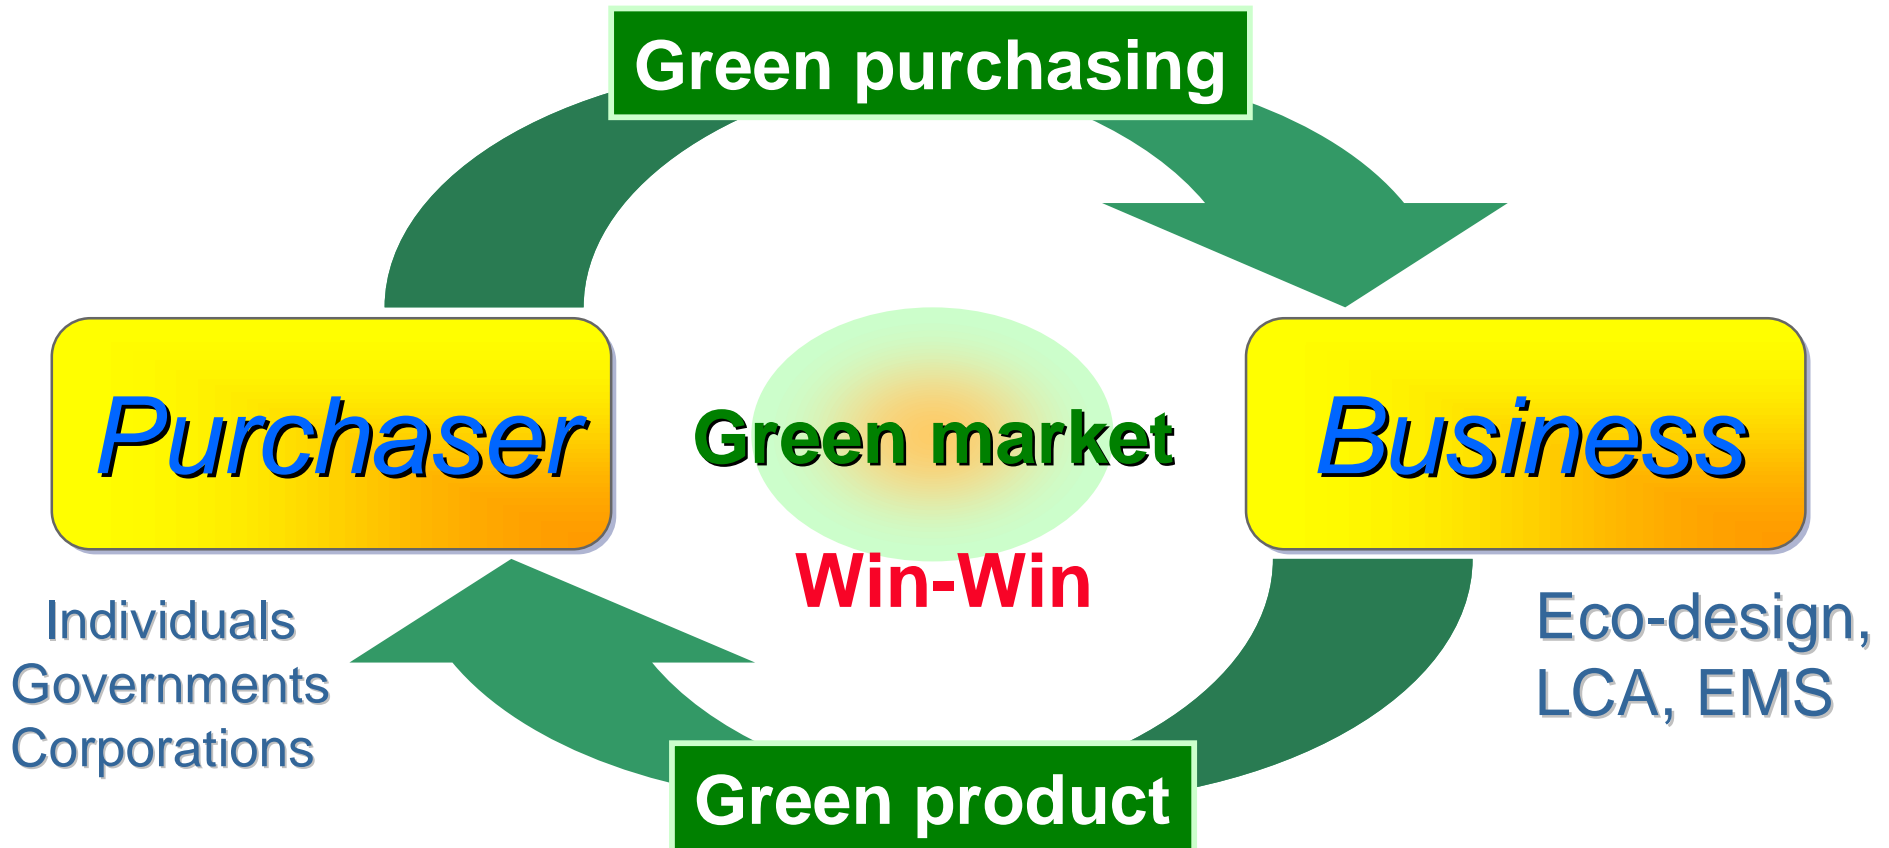 Green purchasing
Purchaser
Green market
Business
Win-Win
Individuals
Governments
Corporations
Eco-design,
LCA, EMS
Green product